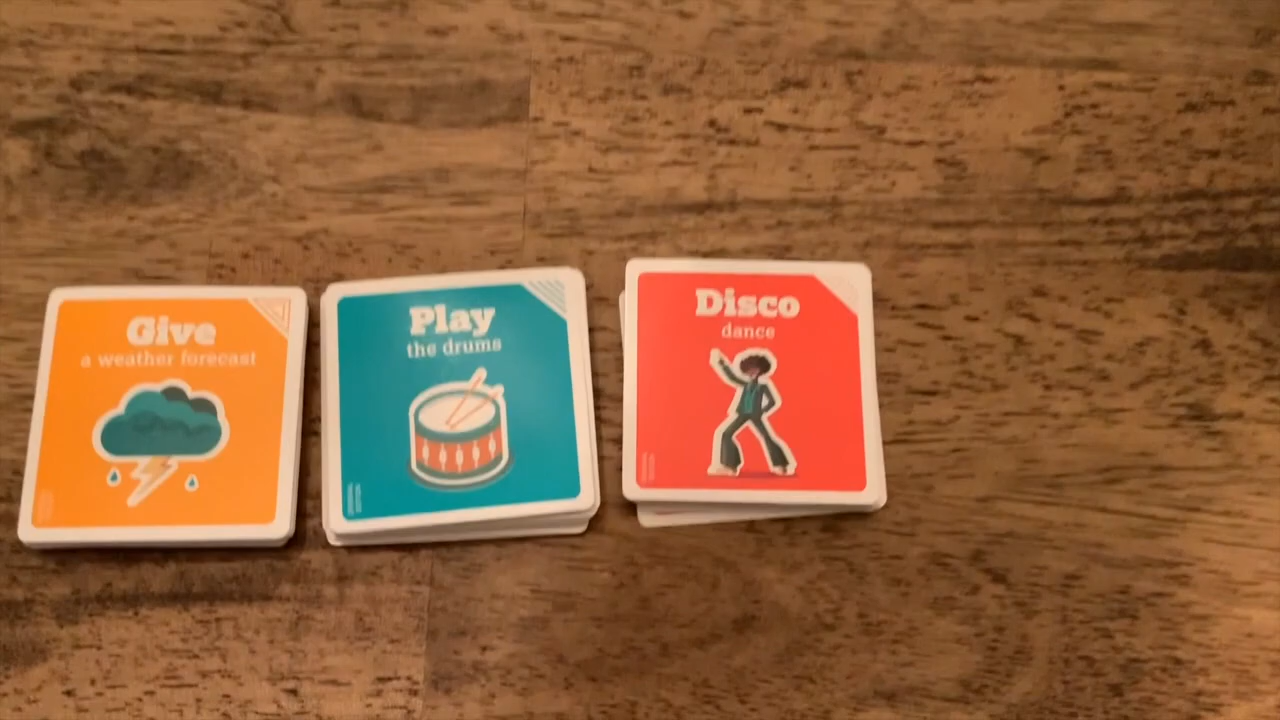 Give
a weather forecast
Play
the drums
Disco
dance